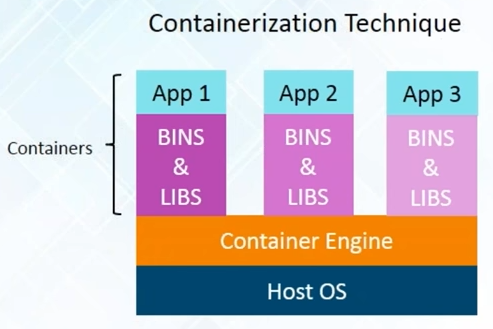 Containerization Technique
App 1
App 2
App 3
Containers
BINS
&
LIBS
BINS
&
LIBS
BINS
&
LIBS
Container Engine
Host OS